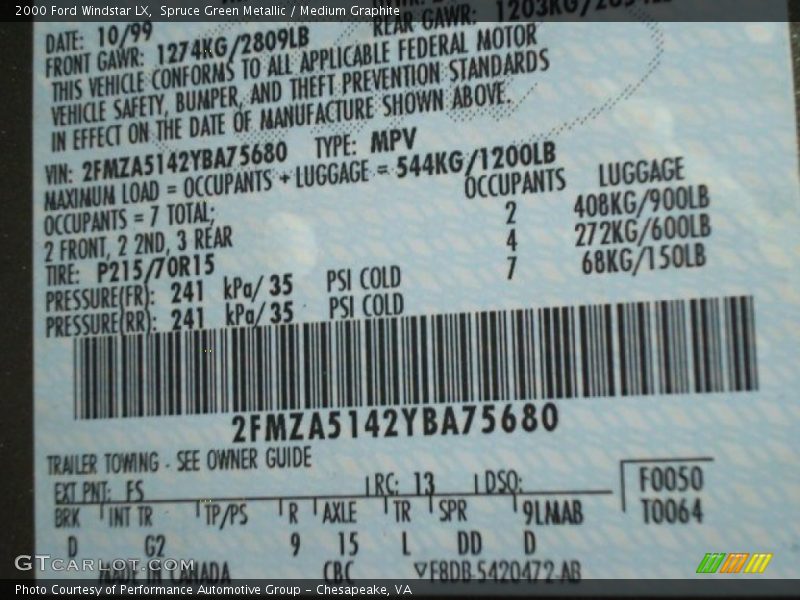 2000 Ford Windstar LX, Spruce Green Metallic / Medium Graphite
DATE: 10/99 REAR GAWR:
FRONT GAWR: 1274KG/2809LB
THIS VEHICLE CONFORMS TO ALL APPLICABLE FEDERAL MOTOR
VEHICLE SAFETY, BUMPER, AND THEFT PREVENTION STANDARDS
IN EFFECT ON THE DATE OF MANUFACTURE SHOWN ABOVE.
VIN: 2FMZA5142YBA75680 TYPE: MPV
MAXIMUM LOAD = OCCUPANTS + LUGGAGE = 544KG/1200LB
OCCUPANTS = 7 TOTAL; OCCUPANTS LUGGAGE
2 FRONT, 2 2ND, 3 REAR 2 408KG/900LB
4 272KG/600LB
TIRE: P215/70R15 7 68KG/150LB
PRESSURE(FR): 241 kPa/ 35 PSI COLD
PRESSURE(RR): 241 kPa/ 35 PSI COLD
2FMZA5142YBA75680
TRAILER TOWING - SEE OWNER GUIDE
EXT PNT: FS RC: 13 DSO: F0050
BRK INT TR TP/PS R AXLE TR SPR 9LMAB T0064
D G2 9 15 L DD D
MADE IN CANADA CBC ▽F8DB-5420472-AB
GTCarlot.com
Photo Courtesy of Performance Automotive Group - Chesapeake, VA